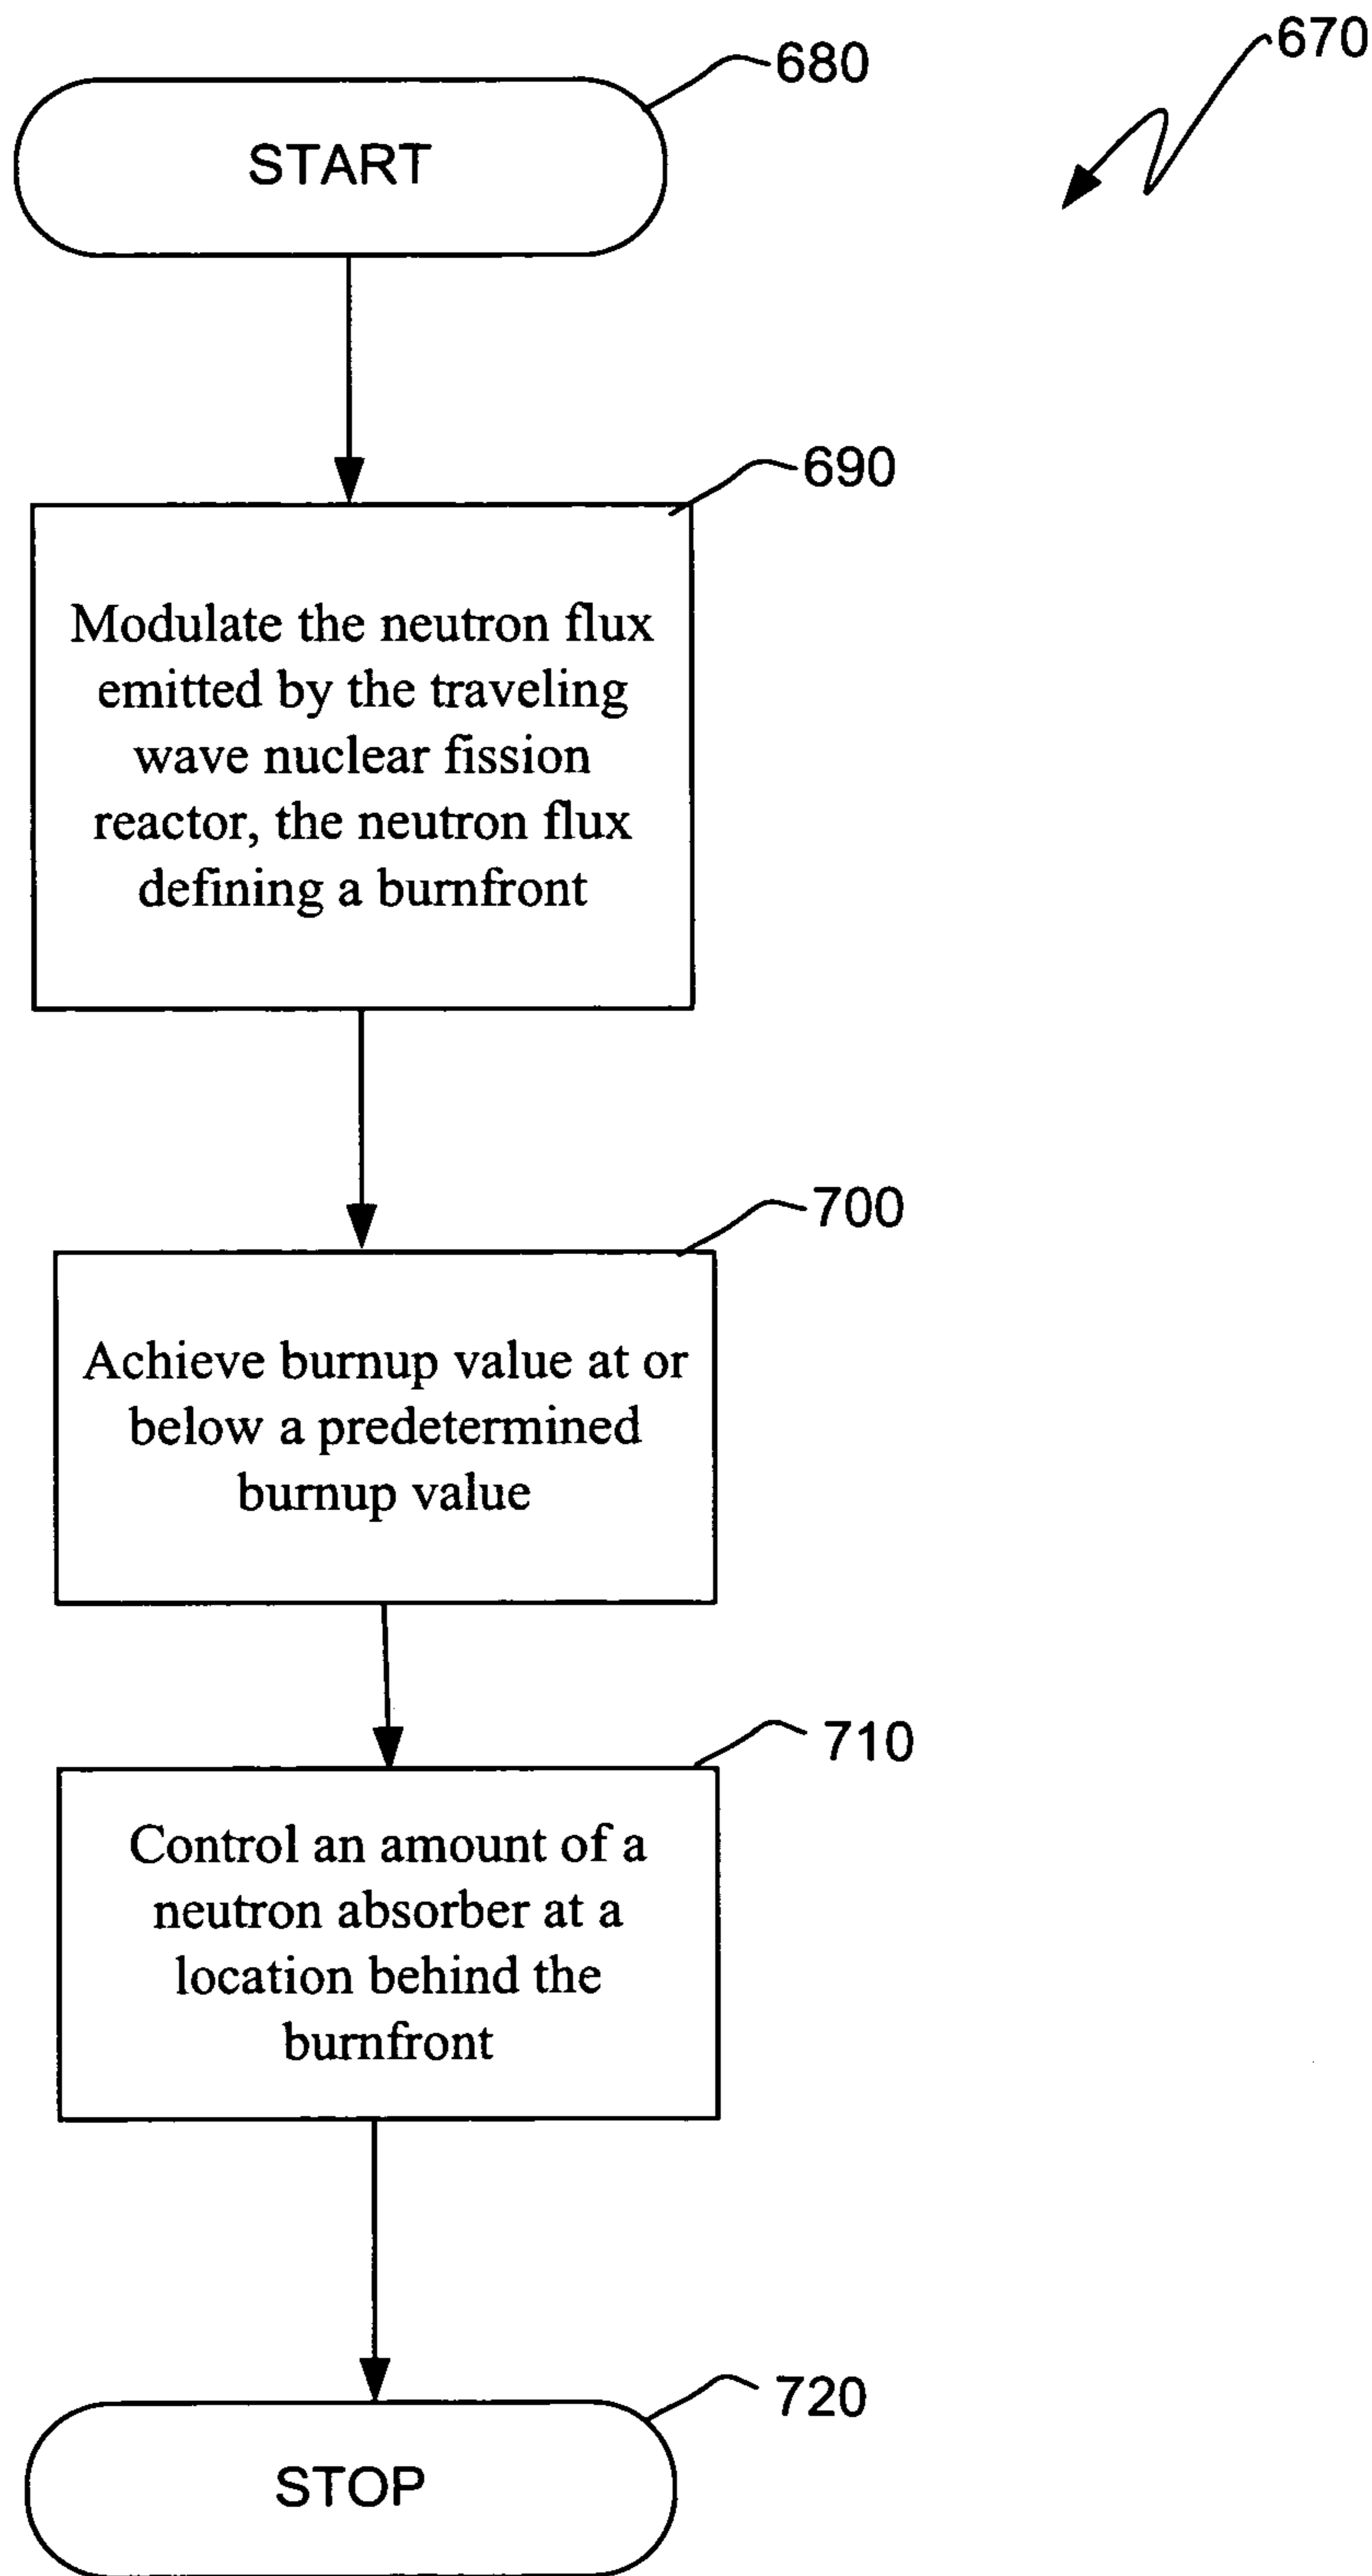 670
680
START
690
Modulate the neutron flux
emitted by the traveling
wave nuclear fission
reactor, the neutron flux
defining a burnfront
700
Achieve burnup value at or
below a predetermined
burnup value
710
Control an amount of a
neutron absorber at a
location behind the
burnfront
720
STOP